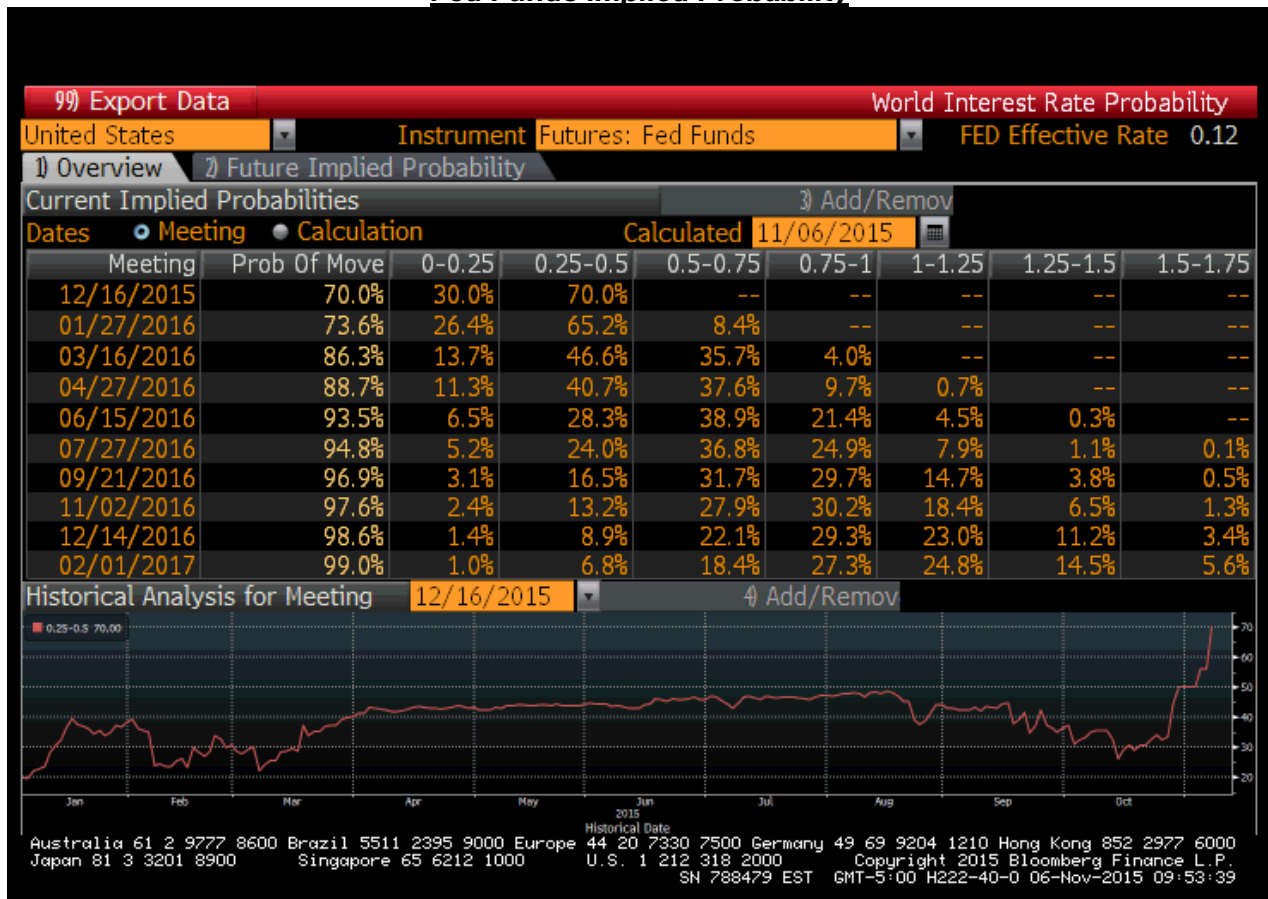 Fed Funds Implied Probability
99) Export Data World Interest Rate Probability
United States Instrument Futures: Fed Funds FED Effective Rate 0.12
1) Overview 2) Future Implied Probability
Current Implied Probabilities 3) Add/Remov
Dates Meeting Calculation Calculated 11/06/2015
Meeting Prob Of Move 0-0.25 0.25-0.5 0.5-0.75 0.75-1 1-1.25 1.25-1.5 1.5-1.75
12/16/2015 70.0% 30.0% 70.0% -- -- -- -- --
01/27/2016 73.6% 26.4% 65.2% 8.4% -- -- -- --
03/16/2016 86.3% 13.7% 46.6% 35.7% 4.0% -- -- --
04/27/2016 88.7% 11.3% 40.7% 37.6% 9.7% 0.7% -- --
06/15/2016 93.5% 6.5% 28.3% 38.9% 21.4% 4.5% 0.3% --
07/27/2016 94.8% 5.2% 24.0% 36.8% 24.9% 7.9% 1.1% 0.1%
09/21/2016 96.9% 3.1% 16.5% 31.7% 29.7% 14.7% 3.8% 0.5%
11/02/2016 97.6% 2.4% 13.2% 27.9% 30.2% 18.4% 6.5% 1.3%
12/14/2016 98.6% 1.4% 8.9% 22.1% 29.3% 23.0% 11.2% 3.4%
02/01/2017 99.0% 1.0% 6.8% 18.4% 27.3% 24.8% 14.5% 5.6%
Historical Analysis for Meeting 12/16/2015 4) Add/Remov
0.25-0.5 70.00
70
60
50
40
30
20
Jan Feb Mar Apr May Jun Jul Aug Sep Oct
2015
Historical Date
Australia 61 2 9777 8600 Brazil 5511 2395 9000 Europe 44 20 7330 7500 Germany 49 69 9204 1210 Hong Kong 852 2977 6000
Japan 81 3 3201 8900 Singapore 65 6212 1000 U.S. 1 212 318 2000 Copyright 2015 Bloomberg Finance L.P.
SN 788479 EST GMT-5:00 H222-40-0 06-Nov-2015 09:53:39